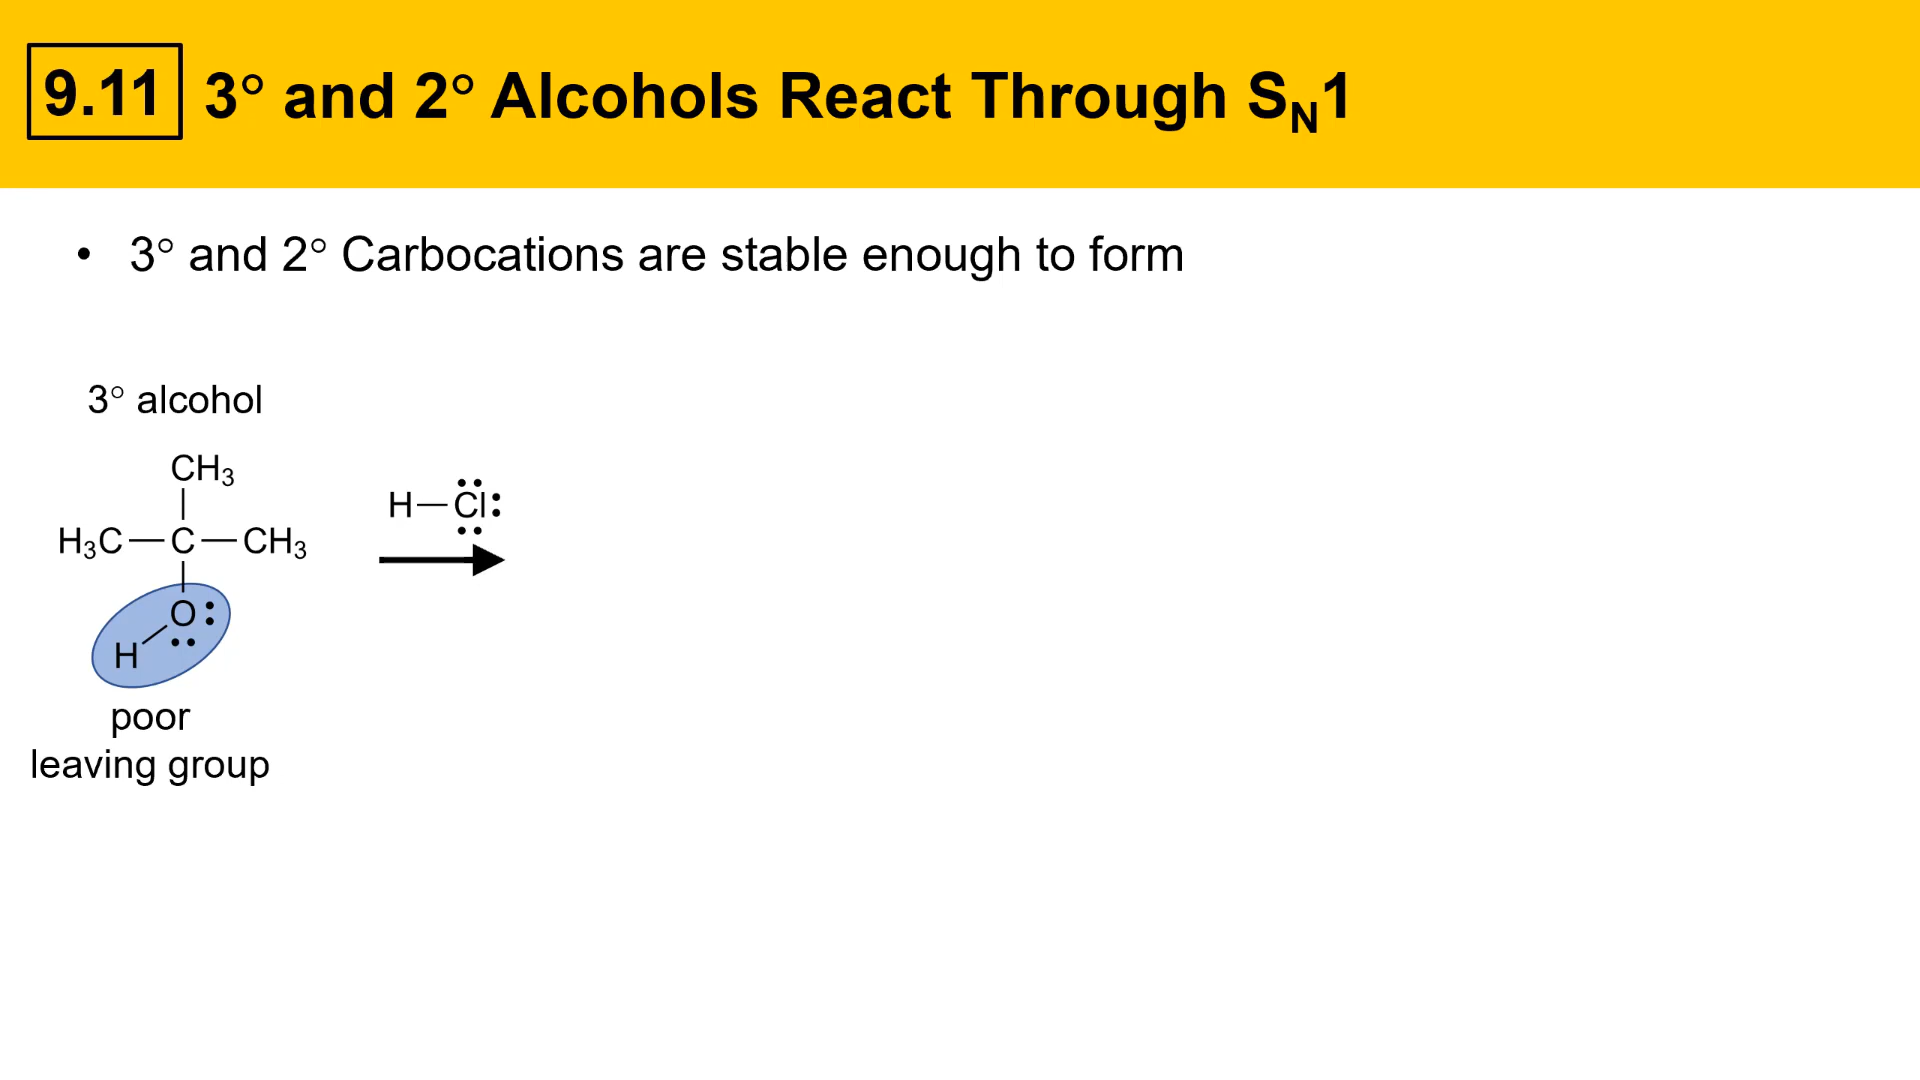 9.11 3° and 2° Alcohols React Through SN1
• 3° and 2° Carbocations are stable enough to form
3° alcohol
CH3
H3C—C—CH3
O
H
poor
leaving group
H—Cl